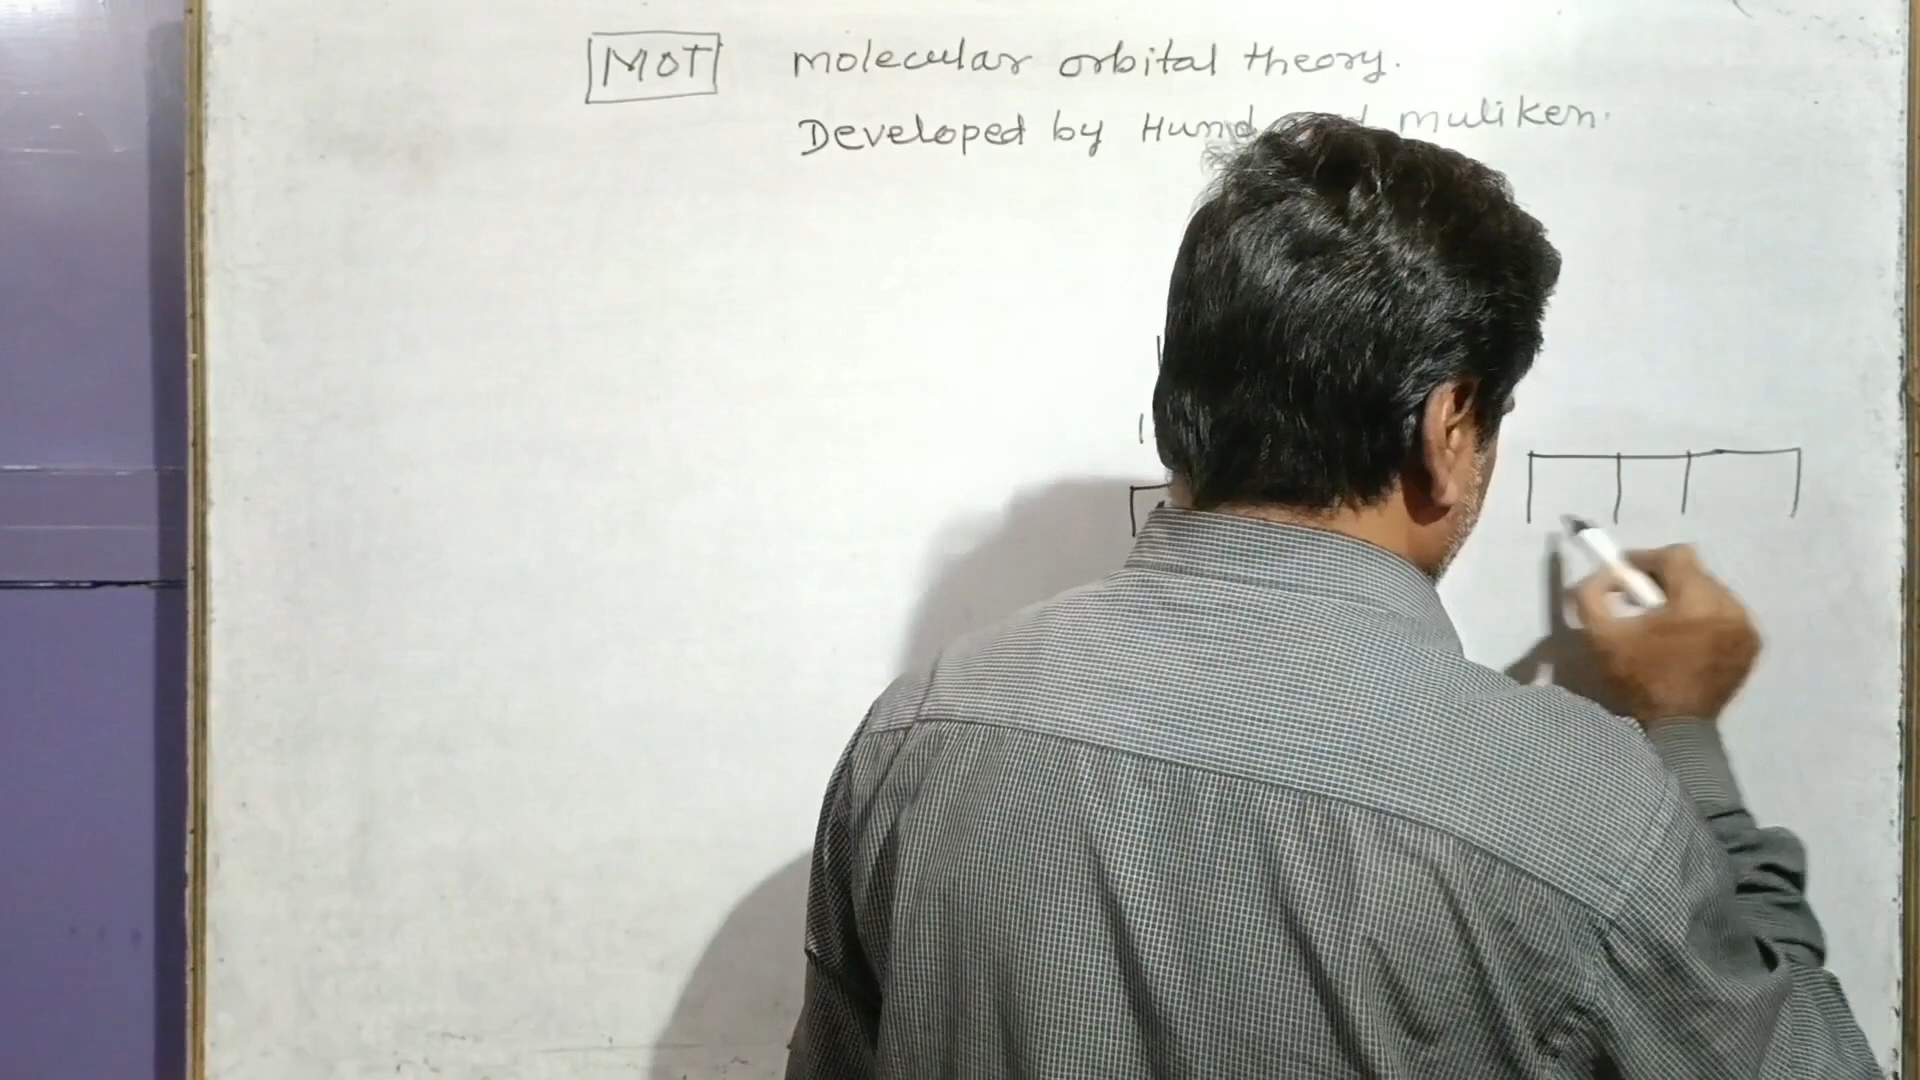 MOT molecular orbital theory.
Developed by Hund muliken.